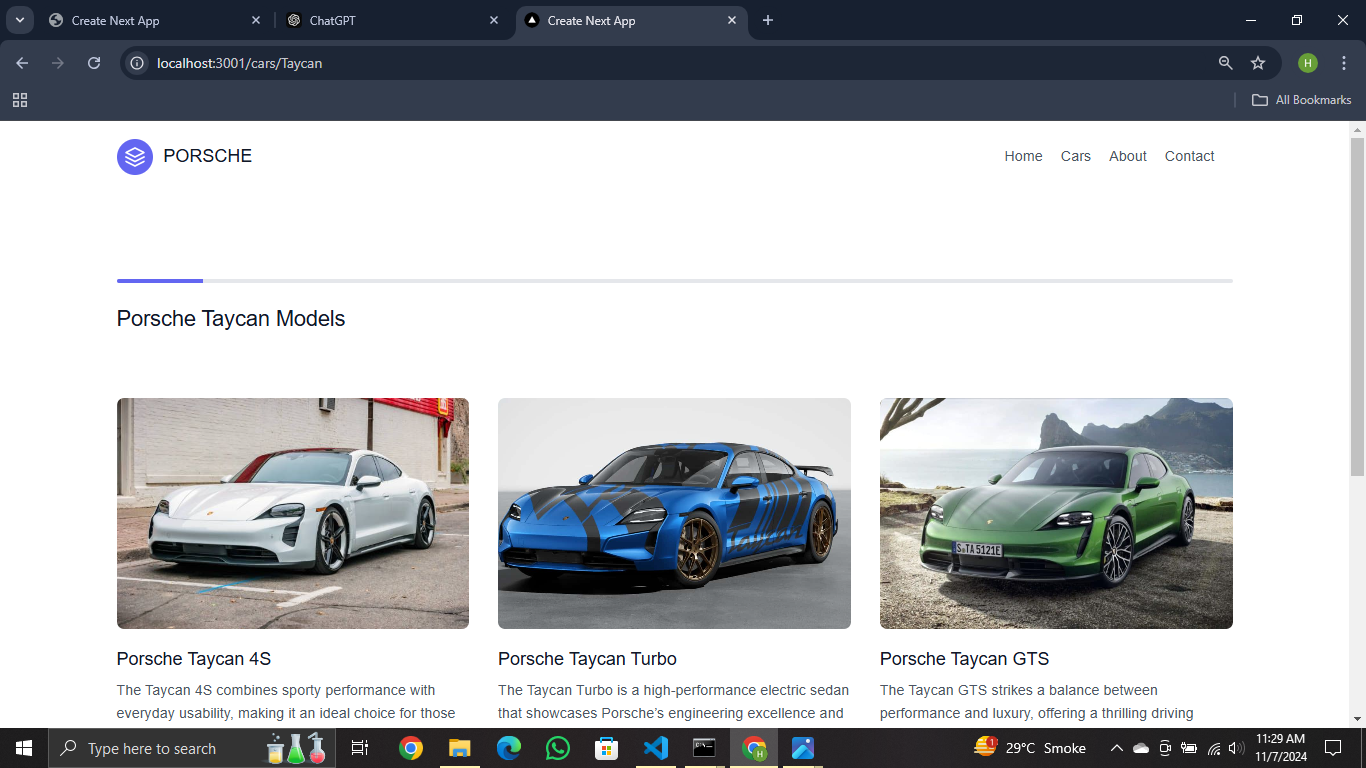 Create Next App
ChatGPT
Create Next App
localhost:3001/cars/Taycan
H
All Bookmarks
PORSCHE
Home Cars About Contact
Porsche Taycan Models
S TA 5121E
Porsche Taycan 4S
Porsche Taycan Turbo
Porsche Taycan GTS
The Taycan 4S combines sporty performance with
everyday usability, making it an ideal choice for those
The Taycan Turbo is a high-performance electric sedan
that showcases Porsche’s engineering excellence and
The Taycan GTS strikes a balance between
performance and luxury, offering a thrilling driving
Type here to search
H
1
29°C Smoke
11:29 AM
11/7/2024